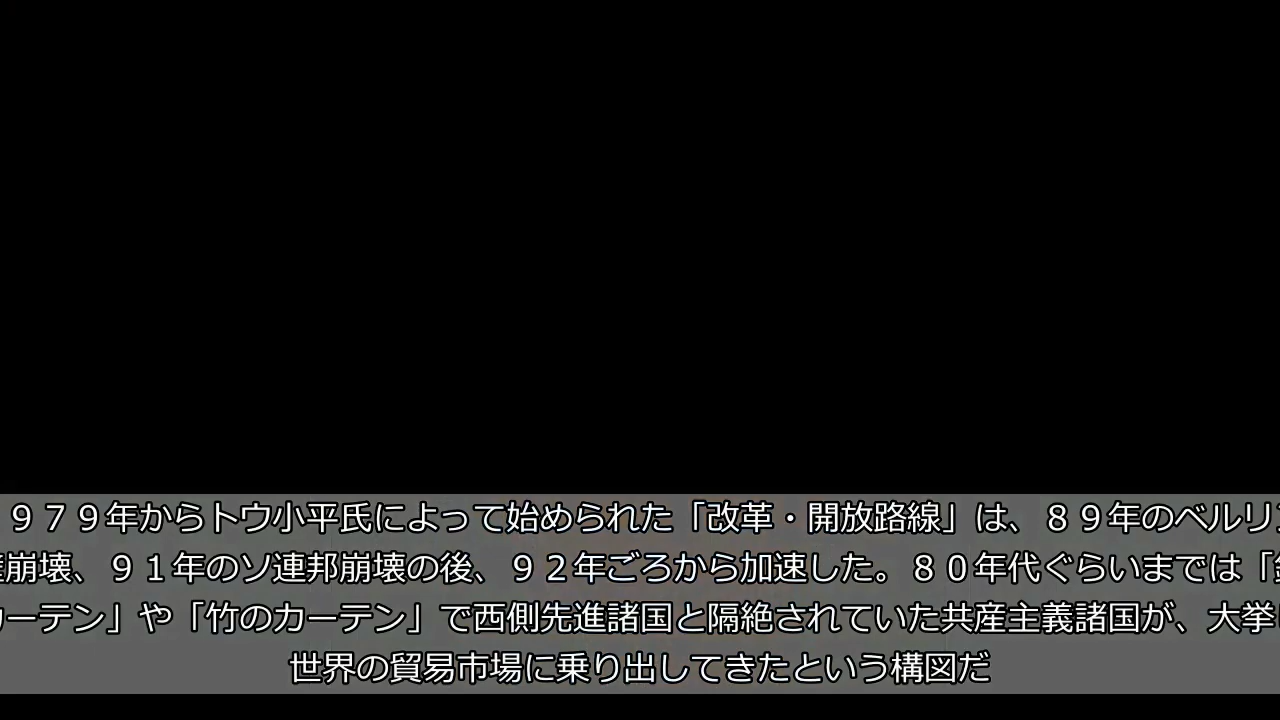 ９７９年からトウ小平氏によって始められた「改革・開放路線」は、８９年のベルリ
崩壊、９１年のソ連邦崩壊の後、９２年ごろから加速した。８０年代ぐらいまでは「
ーテン」や「竹のカーテン」で西側先進諸国と隔絶されていた共産主義諸国が、大挙
世界の貿易市場に乗り出してきたという構図だ